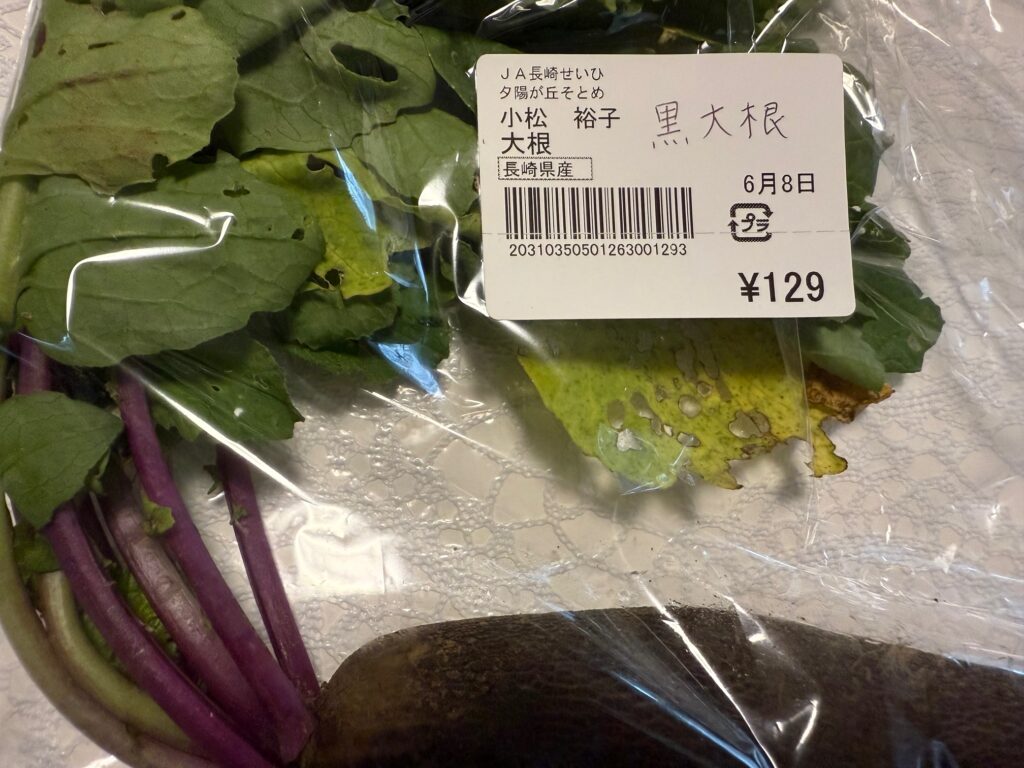 JA長崎せいひ
夕陽が丘そとめ
小松 裕子 黒大根
大根
長崎県産
6月8日
プラ
20310350501263001293
¥129